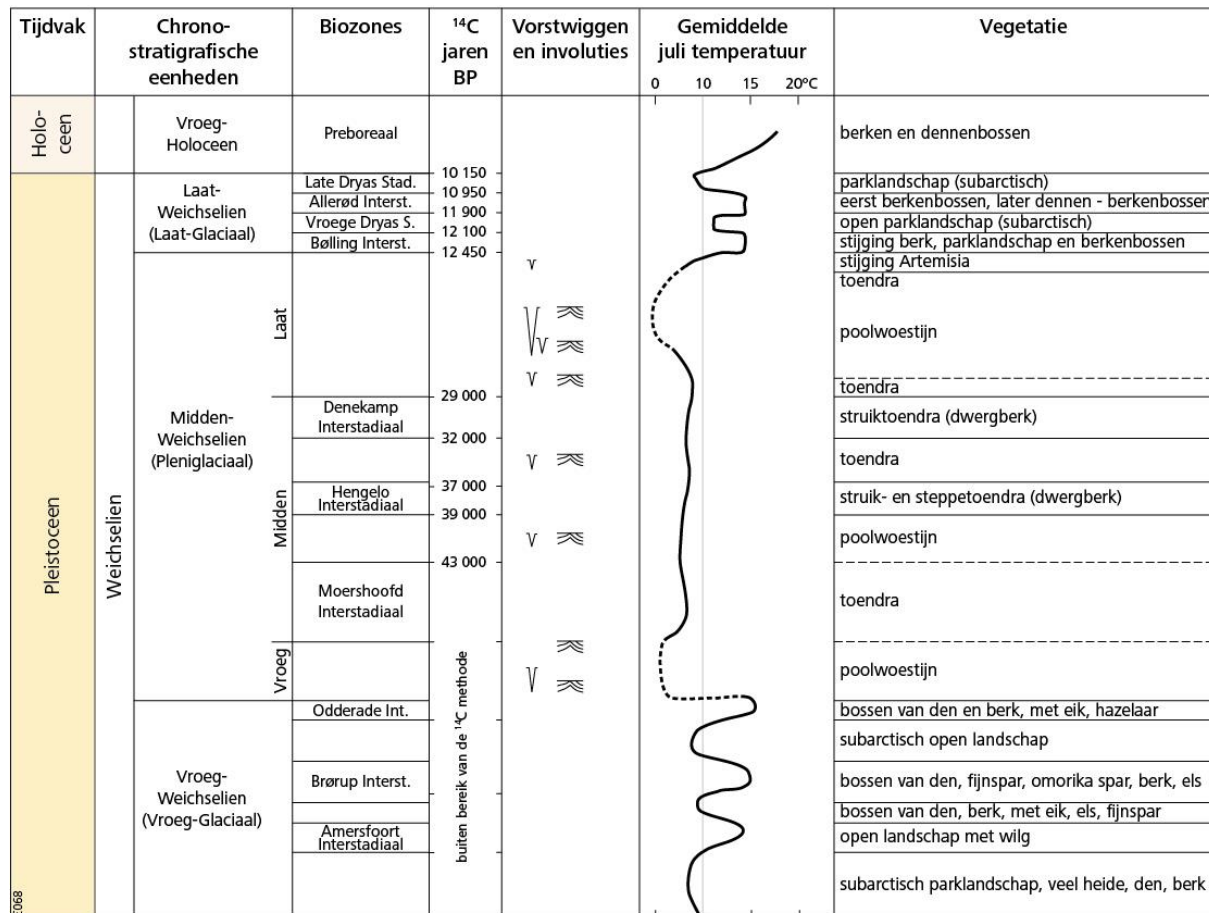 Tijdvak
Chrono-
stratigrafische
eenheden
Biozones
14C
jaren
BP
Vorstwiggen
en involuties
Gemiddelde
juli temperatuur
0 10 15 20°C
Vegetatie
Holo-
ceen
Vroeg-
Holoceen
Preboreaal
berken en dennenbossen
10 150
Pleistoceen
Weichselien
Laat-
Weichselien
(Laat-Glaciaal)
Late Dryas Stad.
parklandschap (subarctisch)
10 950
Allerød Interst.
eerst berkenbossen, later dennen - berkenbossen
11 900
Vroege Dryas S.
open parklandschap (subarctisch)
12 100
Bølling Interst.
stijging berk, parklandschap en berkenbossen
12 450
Midden-
Weichselien
(Pleniglaciaal)
Laat
stijging Artemisia
toendra
poolwoestijn
toendra
29 000
Midden
Denekamp
Interstadiaal
struiktoendra (dwergberk)
32 000
toendra
37 000
Hengelo
Interstadiaal
struik- en steppetoendra (dwergberk)
39 000
poolwoestijn
43 000
Moershoofd
Interstadiaal
toendra
Vroeg
poolwoestijn
buiten bereik van de 14C methode
Vroeg-
Weichselien
(Vroeg-Glaciaal)
Odderade Int.
bossen van den en berk, met eik, hazelaar
subarctisch open landschap
Brørup Interst.
bossen van den, fijnspar, omorika spar, berk, els
bossen van den, berk, met eik, els, fijnspar
Amersfoort
Interstadiaal
open landschap met wilg
subarctisch parklandschap, veel heide, den, berk